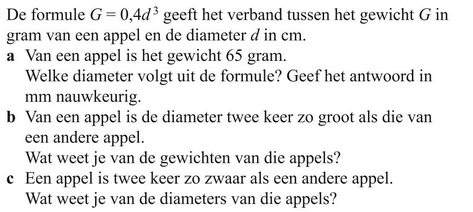 De formule G = 0,4d³ geeft het verband tussen het gewicht G in
gram van een appel en de diameter d in cm.
a Van een appel is het gewicht 65 gram.
Welke diameter volgt uit de formule? Geef het antwoord in
mm nauwkeurig.
b Van een appel is de diameter twee keer zo groot als die van
een andere appel.
Wat weet je van de gewichten van die appels?
c Een appel is twee keer zo zwaar als een andere appel.
Wat weet je van de diameters van die appels?